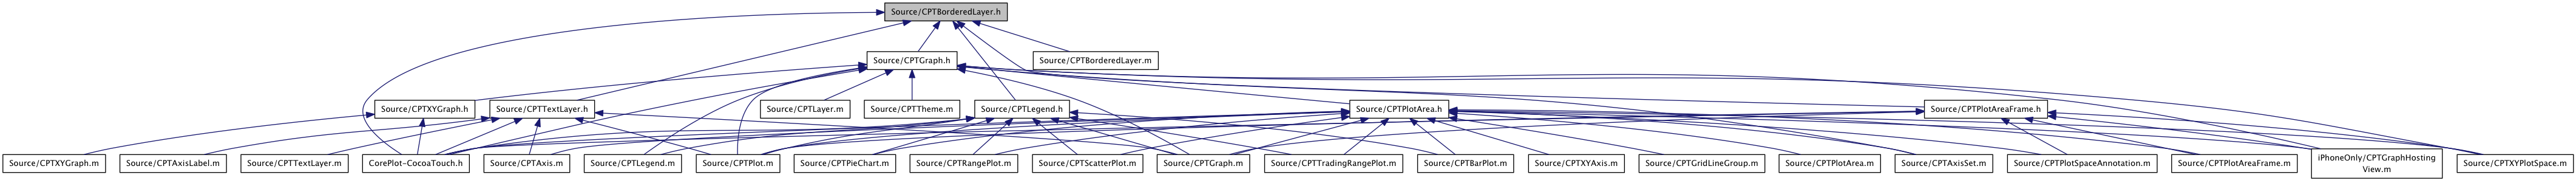 Source/CPTBorderedLayer.h
Source/CPTGraph.h
Source/CPTBorderedLayer.m
Source/CPTXYGraph.h
Source/CPTTextLayer.h
Source/CPTLayer.m
Source/CPTTheme.m
Source/CPTLegend.h
Source/CPTPlotArea.h
Source/CPTPlotAreaFrame.h
Source/CPTXYGraph.m
Source/CPTAxisLabel.m
Source/CPTTextLayer.m
CorePlot-CocoaTouch.h
Source/CPTAxis.m
Source/CPTLegend.m
Source/CPTPlot.m
Source/CPTPieChart.m
Source/CPTRangePlot.m
Source/CPTScatterPlot.m
Source/CPTGraph.m
Source/CPTTradingRangePlot.m
Source/CPTBarPlot.m
Source/CPTXYAxis.m
Source/CPTGridLineGroup.m
Source/CPTPlotArea.m
Source/CPTAxisSet.m
Source/CPTPlotSpaceAnnotation.m
Source/CPTPlotAreaFrame.m
iPhoneOnly/CPTGraphHosting
View.m
Source/CPTXYPlotSpace.m